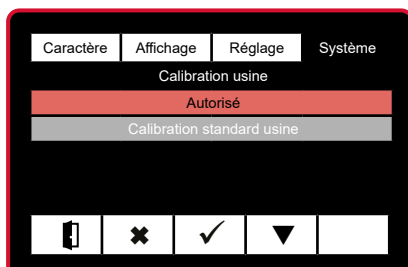 Caractère Affichage Réglage Système
Calibration usine
Autorisé
Calibration standard usine